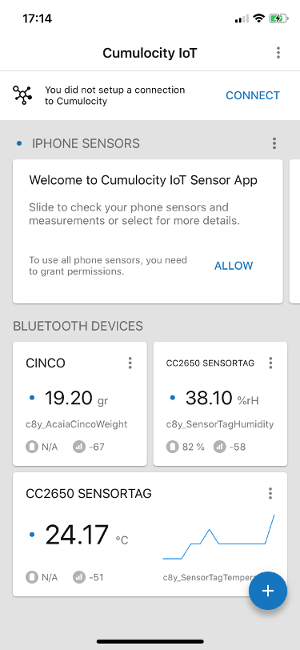 17:14
Cumulocity IoT
You did not setup a connection
to Cumulocity
CONNECT
IPHONE SENSORS
Welcome to Cumulocity IoT Sensor App
Slide to check your phone sensors and
measurements or select for more details.
To use all phone sensors, you need
to grant permissions.
ALLOW
BLUETOOTH DEVICES
CINCO
19.20 gr
c8y_AcaiaCincoWeight
N/A -67
CC2650 SENSORTAG
38.10 %rH
c8y_SensorTagHumidity
82 % -58
CC2650 SENSORTAG
24.17 °C
N/A -51
c8y_SensorTagTemper
+